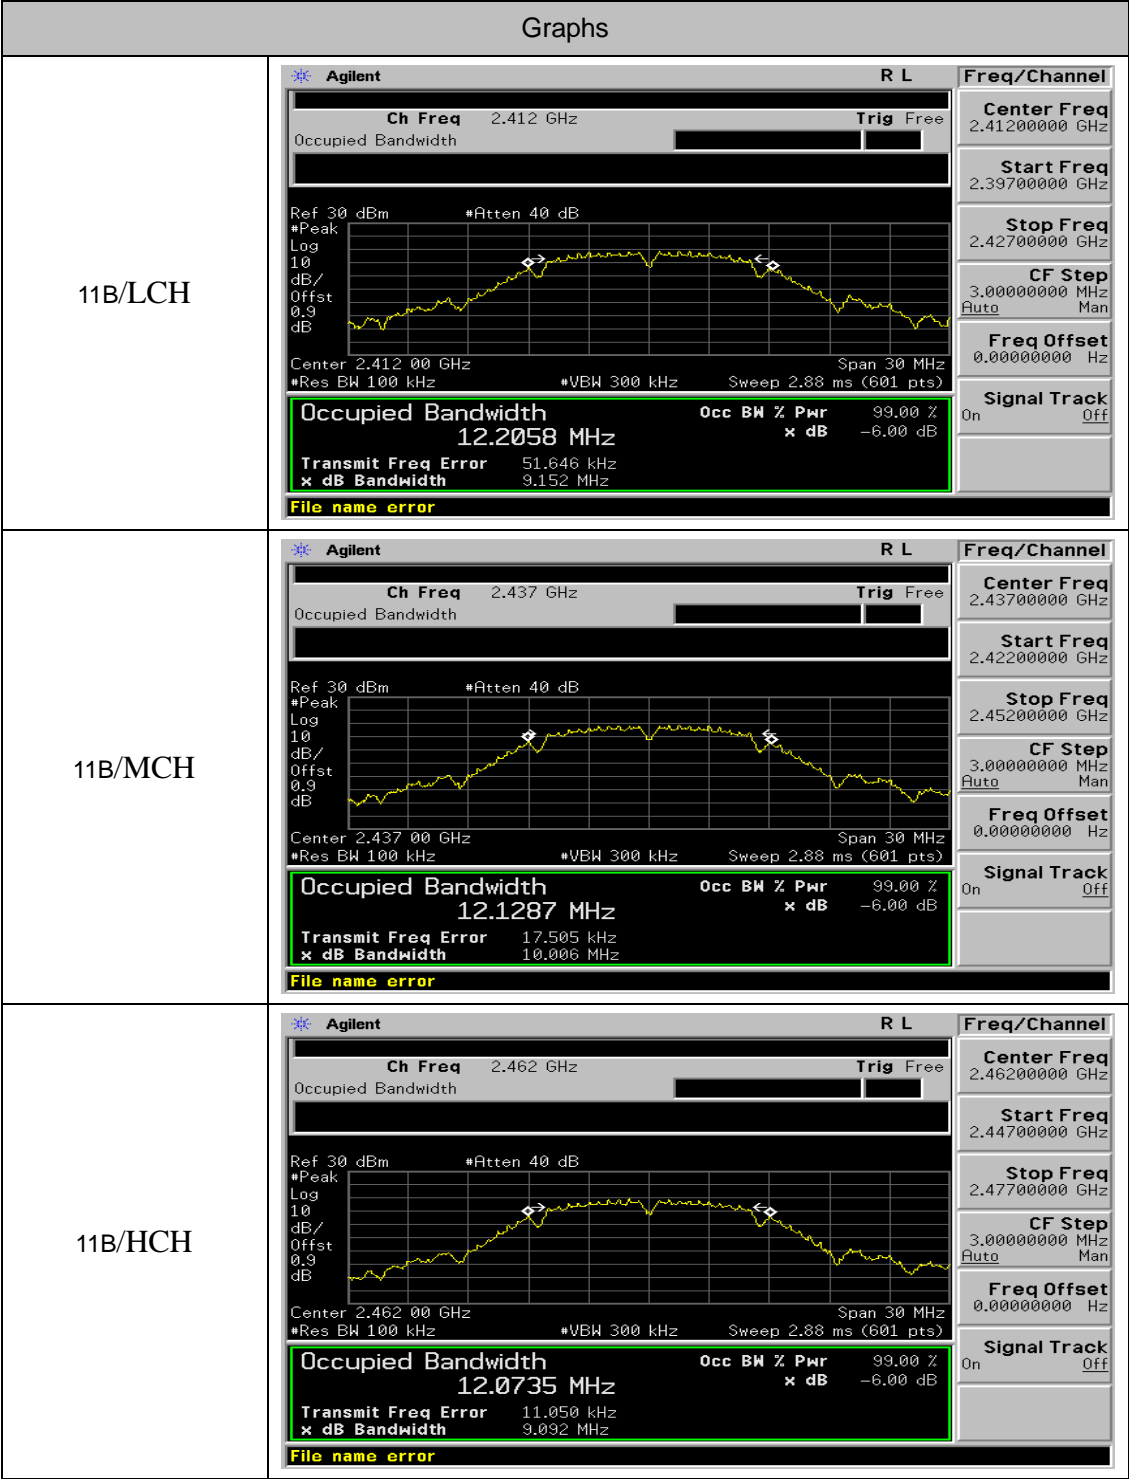 Graphs
11B/LCH
Agilent R L Freq/Channel
Ch Freq 2.412 GHz Trig Free
Occupied Bandwidth
Center Freq
2.41200000 GHz
Start Freq
2.39700000 GHz
Stop Freq
2.42700000 GHz
CF Step
3.00000000 MHz
Auto Man
Freq Offset
0.00000000 Hz
Signal Track
On Off
Ref 30 dBm #Atten 40 dB
#Peak
Log
10
dB/
Offst
0.9
dB
Center 2.412 00 GHz Span 30 MHz
#Res BW 100 kHz #VBW 300 kHz Sweep 2.88 ms (601 pts)
Occupied Bandwidth Occ BW % Pwr 99.00 %
12.2058 MHz x dB -6.00 dB
Transmit Freq Error 51.646 kHz
x dB Bandwidth 9.152 MHz
File name error
11B/MCH
Agilent R L Freq/Channel
Ch Freq 2.437 GHz Trig Free
Occupied Bandwidth
Center Freq
2.43700000 GHz
Start Freq
2.42200000 GHz
Stop Freq
2.45200000 GHz
CF Step
3.00000000 MHz
Auto Man
Freq Offset
0.00000000 Hz
Signal Track
On Off
Ref 30 dBm #Atten 40 dB
#Peak
Log
10
dB/
Offst
0.9
dB
Center 2.437 00 GHz Span 30 MHz
#Res BW 100 kHz #VBW 300 kHz Sweep 2.88 ms (601 pts)
Occupied Bandwidth Occ BW % Pwr 99.00 %
12.1287 MHz x dB -6.00 dB
Transmit Freq Error 17.505 kHz
x dB Bandwidth 10.006 MHz
File name error
11B/HCH
Agilent R L Freq/Channel
Ch Freq 2.462 GHz Trig Free
Occupied Bandwidth
Center Freq
2.46200000 GHz
Start Freq
2.44700000 GHz
Stop Freq
2.47700000 GHz
CF Step
3.00000000 MHz
Auto Man
Freq Offset
0.00000000 Hz
Signal Track
On Off
Ref 30 dBm #Atten 40 dB
#Peak
Log
10
dB/
Offst
0.9
dB
Center 2.462 00 GHz Span 30 MHz
#Res BW 100 kHz #VBW 300 kHz Sweep 2.88 ms (601 pts)
Occupied Bandwidth Occ BW % Pwr 99.00 %
12.0735 MHz x dB -6.00 dB
Transmit Freq Error 11.050 kHz
x dB Bandwidth 9.092 MHz
File name error